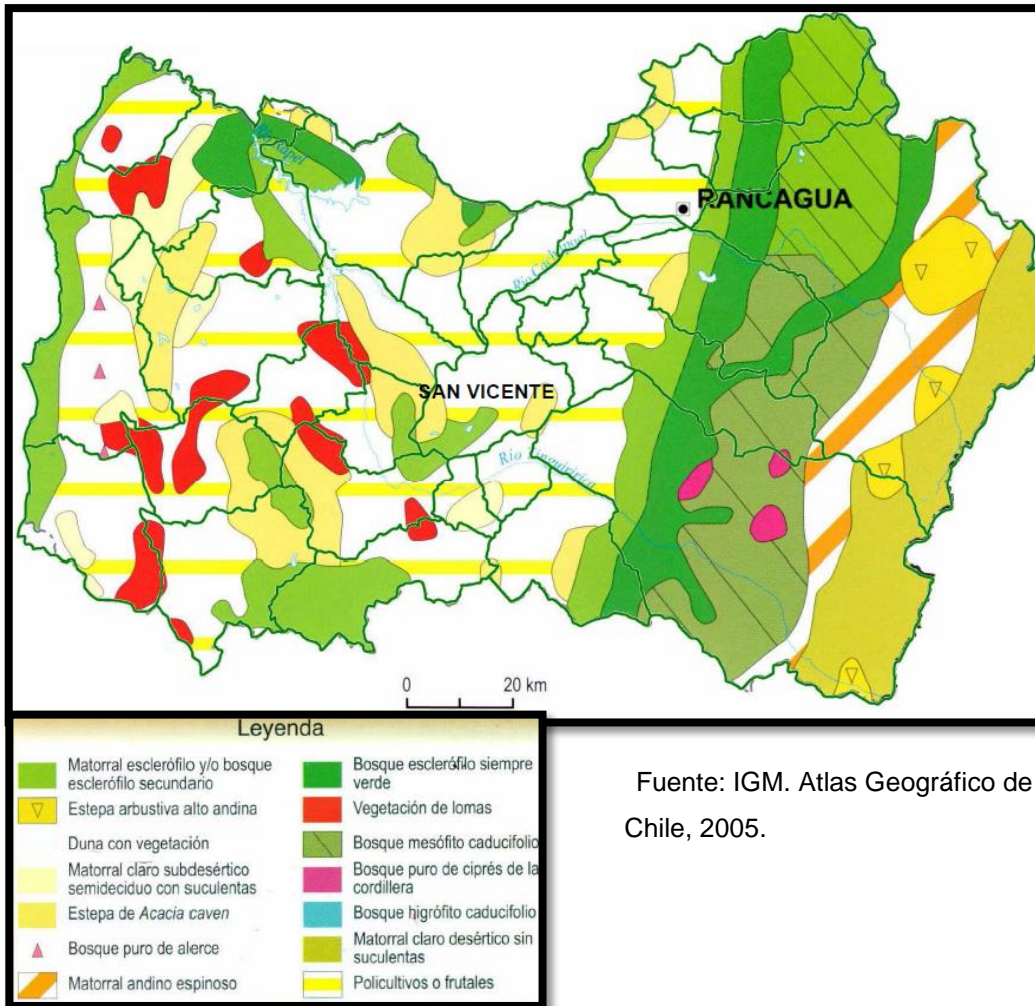 Río Rapel
RANCAGUA
Río Cachapoal
SAN VICENTE
Río Tinguiririca
0 20 km
Leyenda
Matorral esclerófilo y/o bosque
esclerófilo secundario
Estepa arbustiva alto andina
Duna con vegetación
Matorral claro subdesértico
semideciduo con suculentas
Estepa de Acacia caven
Bosque puro de alerce
Matorral andino espinoso
Bosque esclerófilo siempre
verde
Vegetación de lomas
Bosque mesófito caducifolio
Bosque puro de ciprés de la
cordillera
Bosque higrófito caducifolio
Matorral claro desértico sin
suculentas
Policultivos o frutales
Fuente: IGM. Atlas Geográfico de
Chile, 2005.